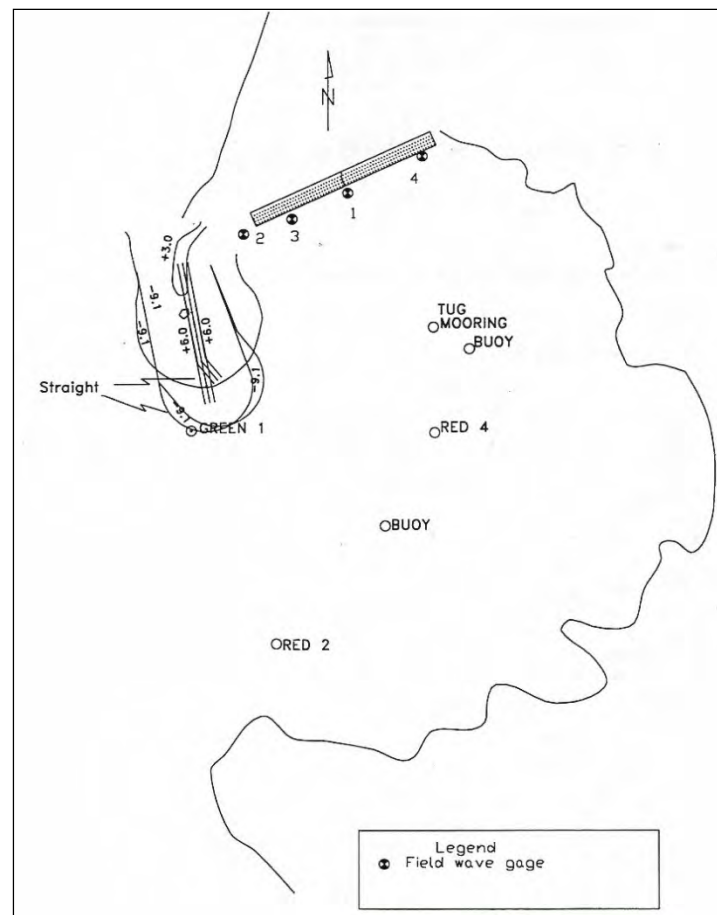 N
4
1
2
3
+3.0
-9.1
-9.1
+6.0
+6.0
-9.1
Straight
-9.1
GREEN 1
TUG
MOORING
BUOY
RED 4
BUOY
RED 2
Legend
Field wave gage